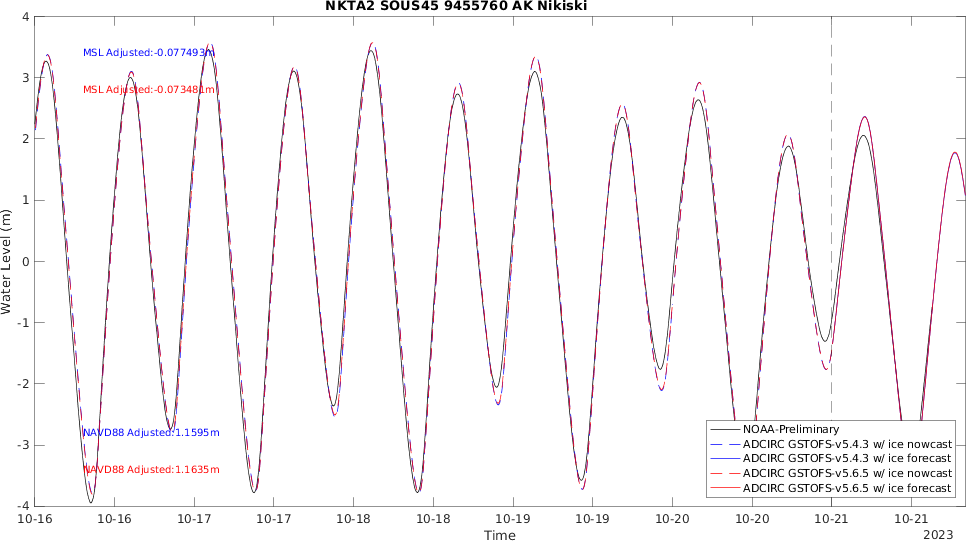 NKTA2 SOUS45 9455760 AK Nikiski
4
3
2
1
0
-1
-2
-3
-4
Water Level (m)
MSL Adjusted:-0.077493m
MSL Adjusted:-0.073481m
NAVD88 Adjusted:1.1595m
NAVD88 Adjusted:1.1635m
NOAA-Preliminary
ADCIRC GSTOFS-v5.4.3 w/ ice nowcast
ADCIRC GSTOFS-v5.4.3 w/ ice forecast
ADCIRC GSTOFS-v5.6.5 w/ ice nowcast
ADCIRC GSTOFS-v5.6.5 w/ ice forecast
10-16 10-16 10-17 10-17 10-18 10-18 10-19 10-19 10-20 10-20 10-21 10-21
Time
2023